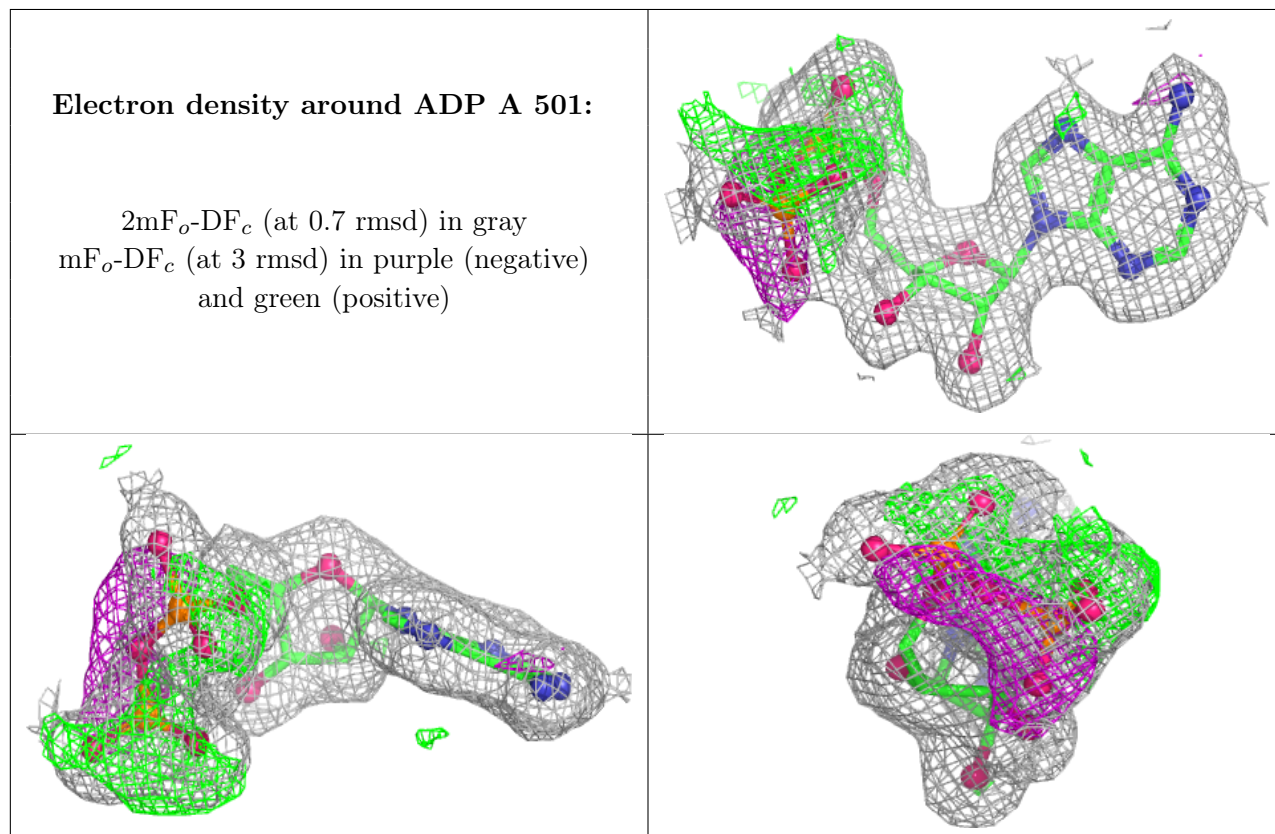 Electron density around ADP A 501:
2mFo-DFc (at 0.7 rmsd) in gray
mFo-DFc (at 3 rmsd) in purple (negative)
and green (positive)